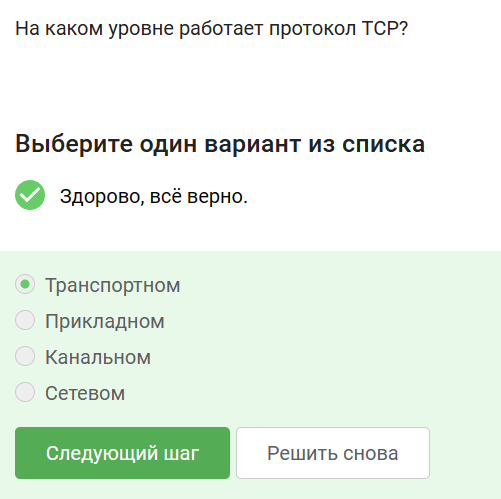 На каком уровне работает протокол TCP?
Выберите один вариант из списка
Здорово, всё верно.
Транспортном
Прикладном
Канальном
Сетевом
Следующий шаг
Решить снова